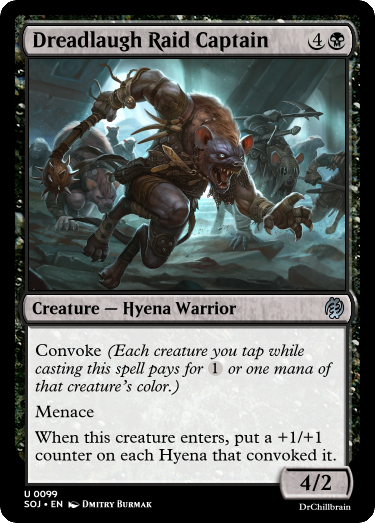 Dreadlaugh Raid Captain 4
Creature — Hyena Warrior
Convoke (Each creature you tap while
casting this spell pays for 1 or one mana of
that creature's color.)
Menace
When this creature enters, put a +1/+1
counter on each Hyena that convoked it.
4/2
U 0099
SOJ • EN Dmitry Burmak
DrChillbrain